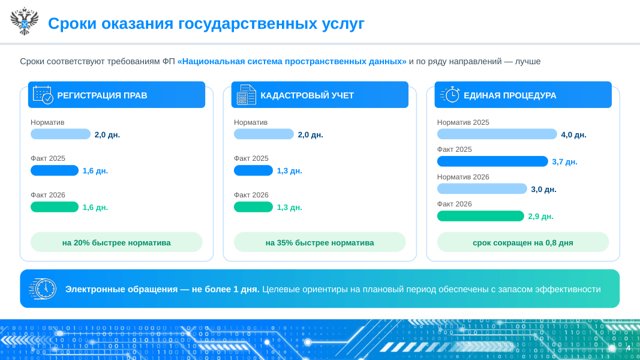 Сроки оказания государственных услуг
Сроки соответствуют требованиям ФП «Национальная система пространственных данных» и по ряду направлений — лучше
РЕГИСТРАЦИЯ ПРАВ
Норматив
2,0 дн.
Факт 2025
1,6 дн.
Факт 2026
1,6 дн.
на 20% быстрее норматива
КАДАСТРОВЫЙ УЧЕТ
Норматив
2,0 дн.
Факт 2025
1,3 дн.
Факт 2026
1,3 дн.
на 35% быстрее норматива
ЕДИНАЯ ПРОЦЕДУРА
Норматив 2025
4,0 дн.
Факт 2025
3,7 дн.
Норматив 2026
3,0 дн.
Факт 2026
2,9 дн.
срок сокращен на 0,8 дня
Электронные обращения — не более 1 дня. Целевые ориентиры на плановый период обеспечены с запасом эффективности
4